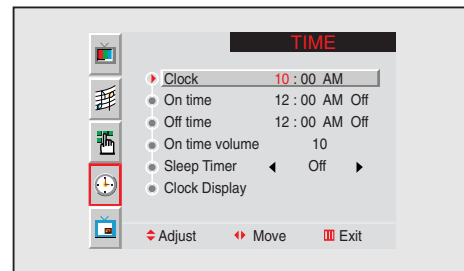 TIME
Clock 10 : 00 AM
On time 12 : 00 AM Off
Off time 12 : 00 AM Off
On time volume 10
Sleep Timer Off
Clock Display
Adjust Move Exit